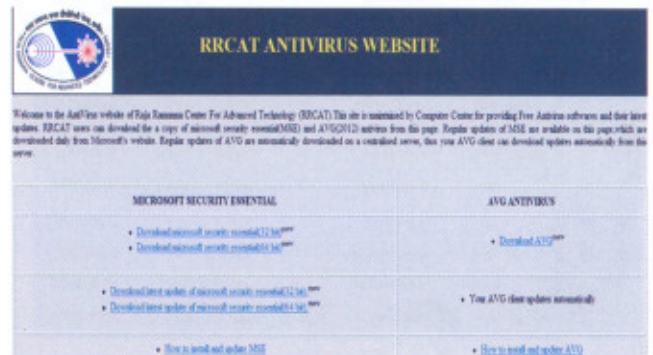 RRCAT ANTIVIRUS WEBSITE
Welcome to the AntiVirus website of Raja Ramanna Center For Advanced Technology (RRCAT).This site is maintained by Computer Center for providing Free Antivirus softwares and their latest
updates. RRCAT users can download the a copy of microsoft security essential(MSE) and AVG(2012) antivirus from this page. Regular updates of MSE are available on this page,which are
downloaded daily from Microsoft's website. Regular updates of AVG are automatically downloaded on a centralised server, thus your AVG client can download updates automatically from this
server.
MICROSOFT SECURITY ESSENTIAL
AVG ANTIVIRUS
• Download microsoft security essential(32 bit) new
• Download microsoft security essential(64 bit) new
• Download AVG new
• Download latest update of microsoft security essential(32 bit) new
• Download latest update of microsoft security essential(64 bit) new
• Your AVG client updates automatically
• How to install and update MSE
• How to install and update AVG